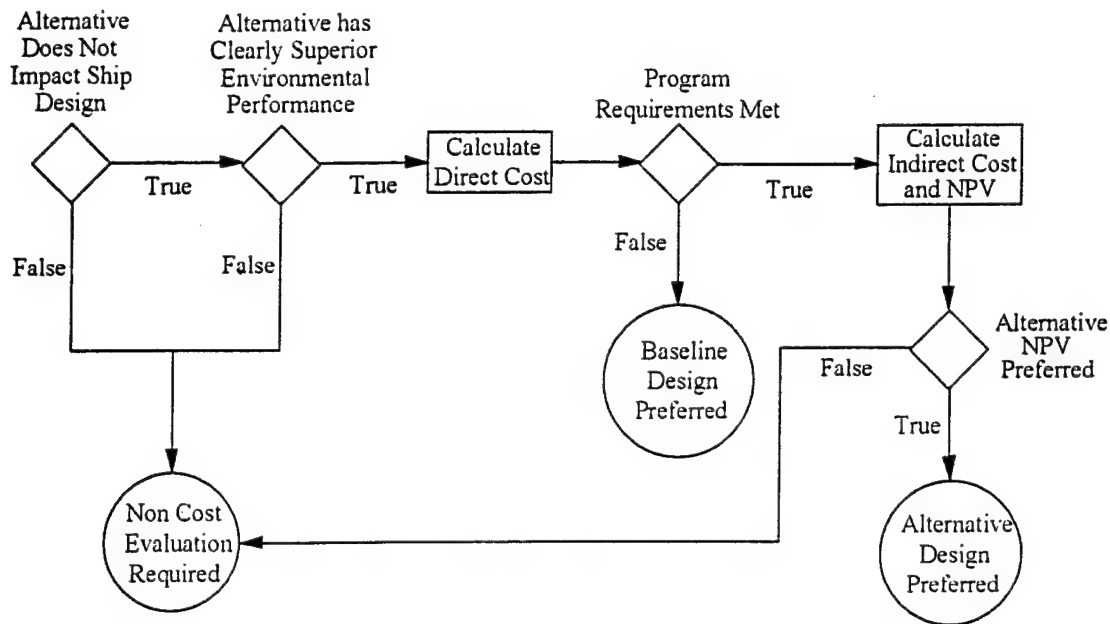 Alternative
Does Not
Impact Ship
Design
Alternative has
Clearly Superior
Environmental
Performance
Program
Requirements Met
Calculate
Direct Cost
Calculate
Indirect Cost
and NPV
True
True
True
False
False
False
Baseline
Design
Preferred
Alternative
NPV
Preferred
False
True
Non Cost
Evaluation
Required
Alternative
Design
Preferred